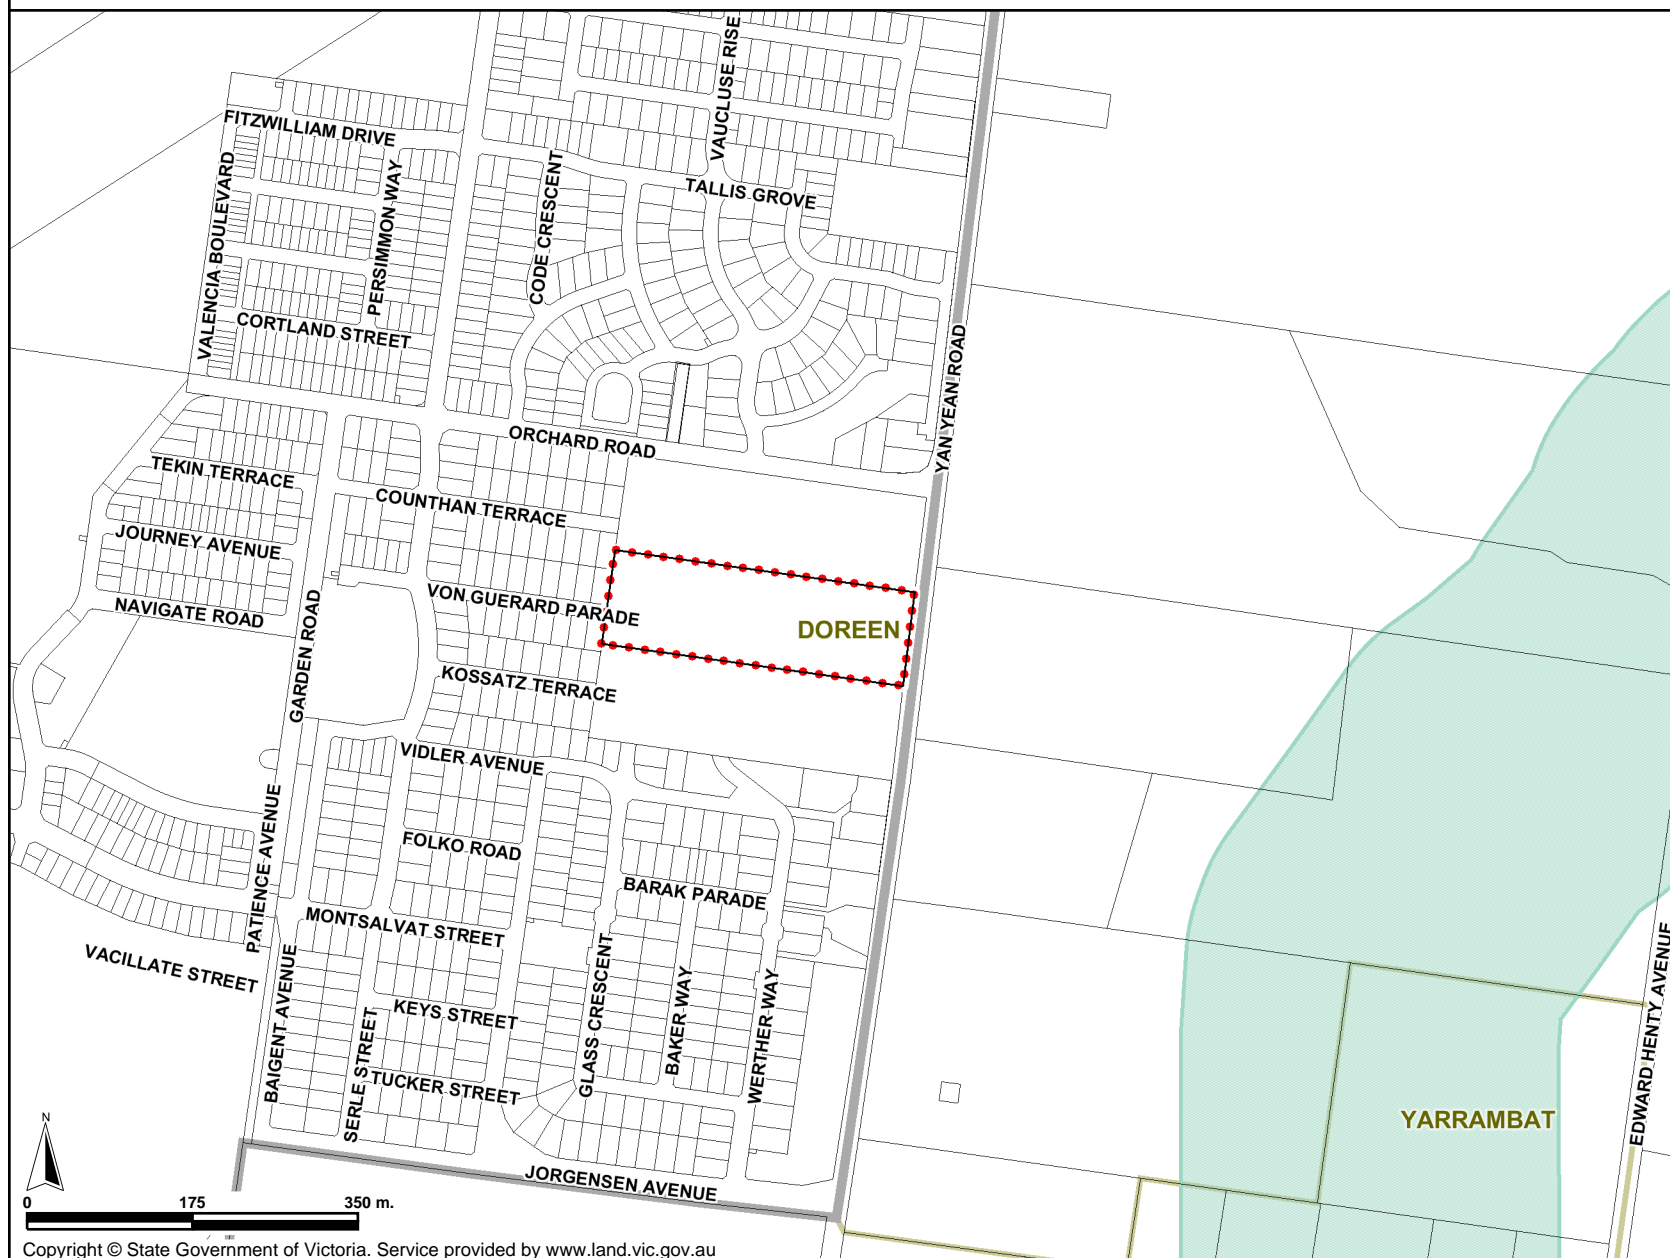 VAUCLUSE RISE
FITZWILLIAM DRIVE
VALENCIA BOULEVARD
PERSIMMON WAY
CODE CRESCENT
TALLIS GROVE
CORTLAND STREET
YAN YEAN ROAD
ORCHARD ROAD
TEKIN TERRACE
COUNTHAN TERRACE
JOURNEY AVENUE
NAVIGATE ROAD
VON GUERARD PARADE
DOREEN
GARDEN ROAD
KOSSATZ TERRACE
VIDLER AVENUE
PATIENCE AVENUE
FOLKO ROAD
BARAK PARADE
MONTSALVAT STREET
VACILLATE STREET
BAIGENT AVENUE
KEYS STREET
SERLE STREET
GLASS CRESCENT
BAKER WAY
WERTHER WAY
TUCKER STREET
EDWARD HENTY AVENUE
YARRAMBAT
JORGENSEN AVENUE
N
0 175 350 m.
Copyright © State Government of Victoria. Service provided by www.land.vic.gov.au